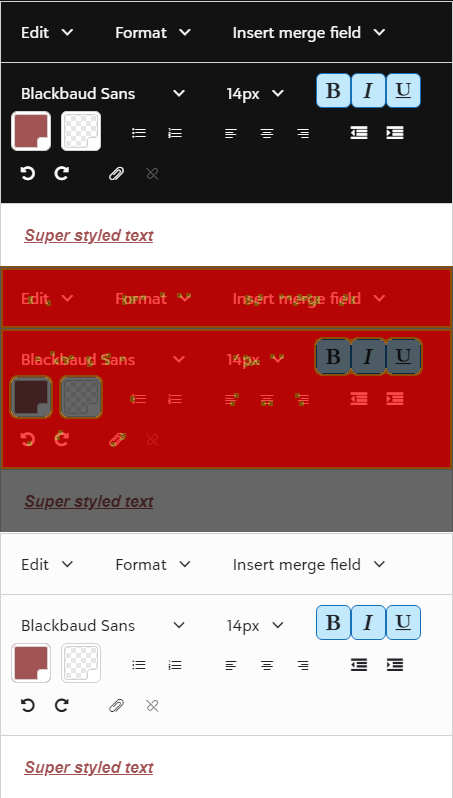 Edit Format Insert merge field
Blackbaud Sans 14px B I U
Super styled text
Edit Format Insert merge field
Blackbaud Sans 14px B I U
Super styled text
Edit Format Insert merge field
Blackbaud Sans 14px B I U
Super styled text